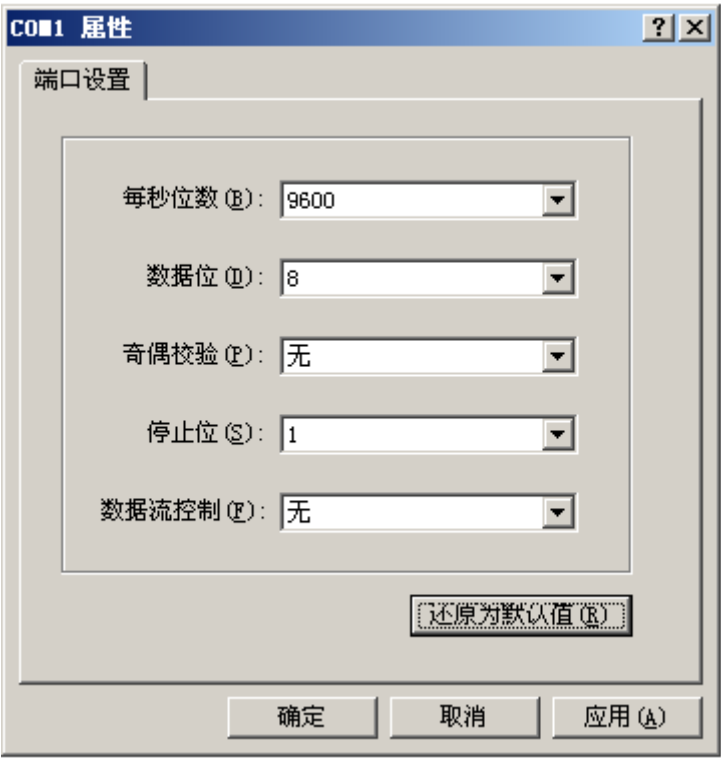 COM1 属性
端口设置
每秒位数(B): 9600
数据位(D): 8
奇偶校验(P): 无
停止位(S): 1
数据流控制(F): 无
还原为默认值(R)
确定 取消 应用(A)